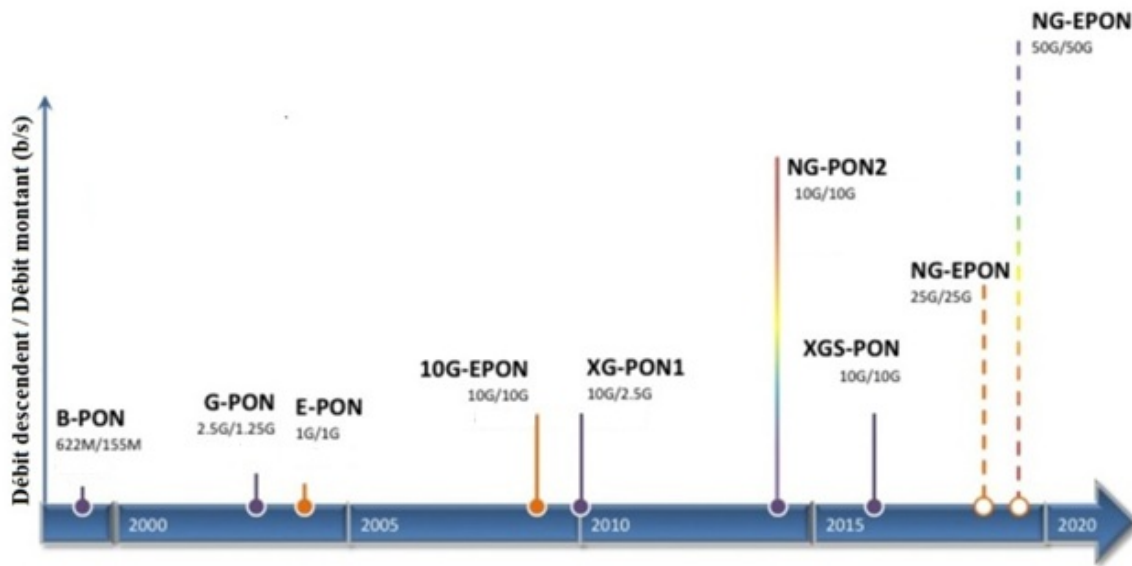 Débit descendent / Débit montant (b/s)
B-PON
622M/155M
G-PON
2.5G/1.25G
E-PON
1G/1G
10G-EPON
10G/10G
XG-PON1
10G/2.5G
NG-PON2
10G/10G
XGS-PON
10G/10G
NG-EPON
25G/25G
NG-EPON
50G/50G
2000
2005
2010
2015
2020